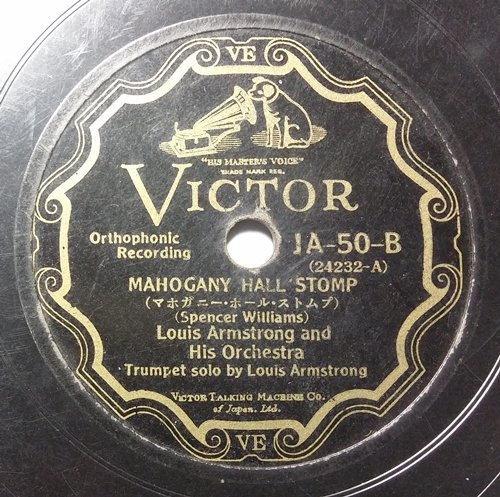 VE
"HIS MASTER'S VOICE"
TRADE MARK REG.
VICTOR
Orthophonic
Recording
JA-50-B
(24232-A)
MAHOGANY HALL STOMP
(マホガニー・ホール・ストムプ)
(Spencer Williams)
Louis Armstrong and
His Orchestra
Trumpet solo by Louis Armstrong
VICTOR TALKING MACHINE CO.
of Japan. Ltd.
VE